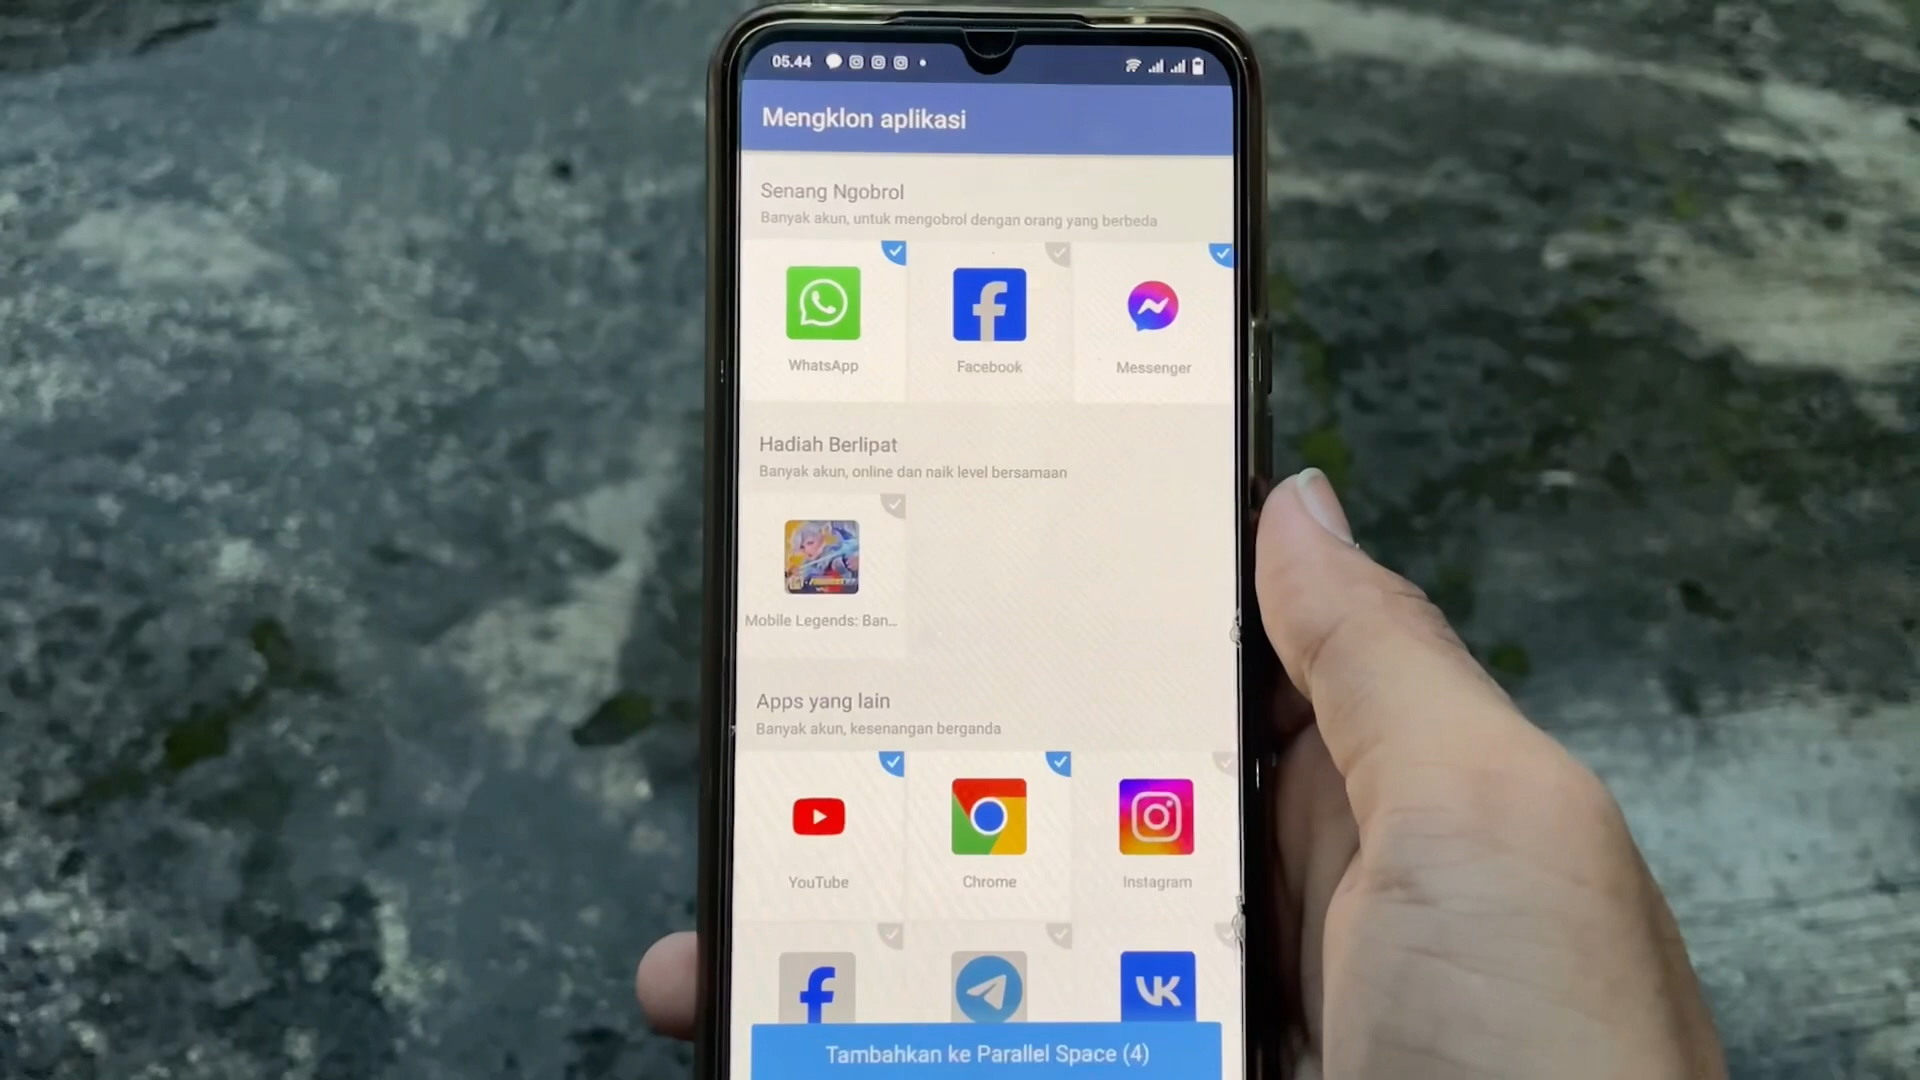 05.44
Mengklon aplikasi
Senang Ngobrol
Banyak akun, untuk mengobrol dengan orang yang berbeda
WhatsApp
Facebook
Messenger
Hadiah Berlipat
Banyak akun, online dan naik level bersamaan
Mobile Legends: Ban...
Apps yang lain
Banyak akun, kesenangan berganda
YouTube
Chrome
Instagram
Tambahkan ke Parallel Space (4)